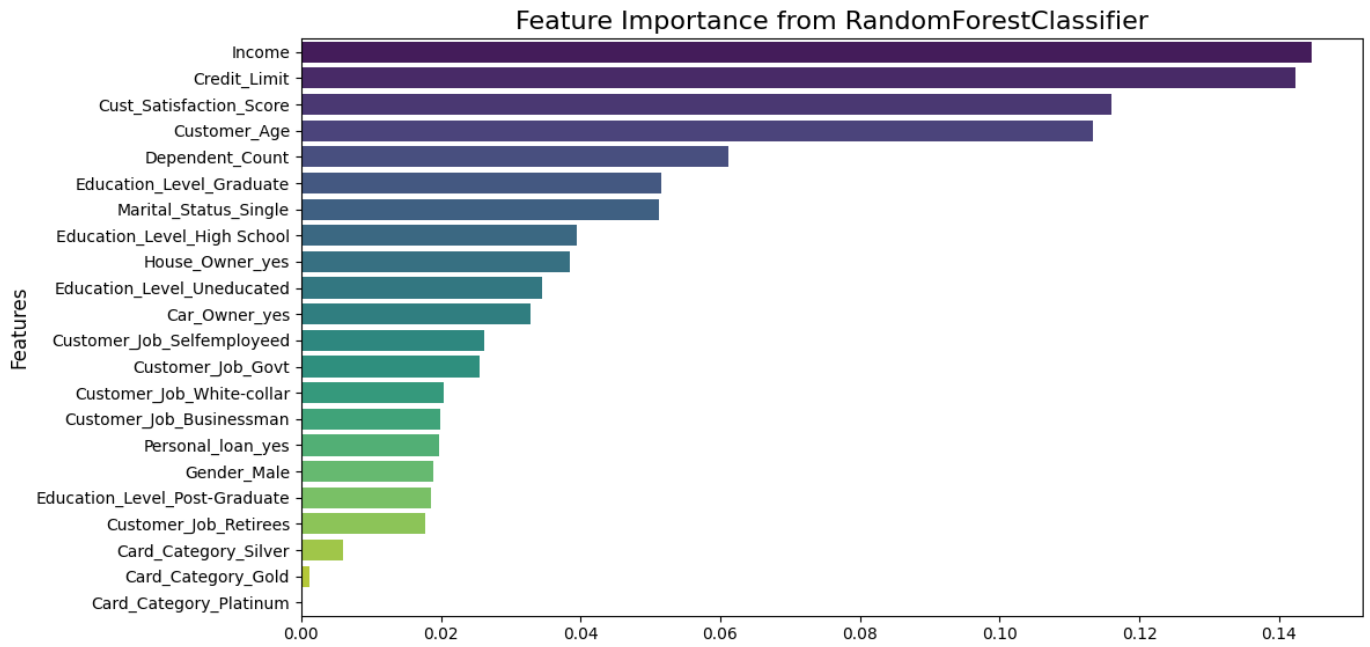 Feature Importance from RandomForestClassifier
Features
Income
Credit_Limit
Cust_Satisfaction_Score
Customer_Age
Dependent_Count
Education_Level_Graduate
Marital_Status_Single
Education_Level_High School
House_Owner_yes
Education_Level_Uneducated
Car_Owner_yes
Customer_Job_Selfemployeed
Customer_Job_Govt
Customer_Job_White-collar
Customer_Job_Businessman
Personal_loan_yes
Gender_Male
Education_Level_Post-Graduate
Customer_Job_Retirees
Card_Category_Silver
Card_Category_Gold
Card_Category_Platinum
0.00 0.02 0.04 0.06 0.08 0.10 0.12 0.14